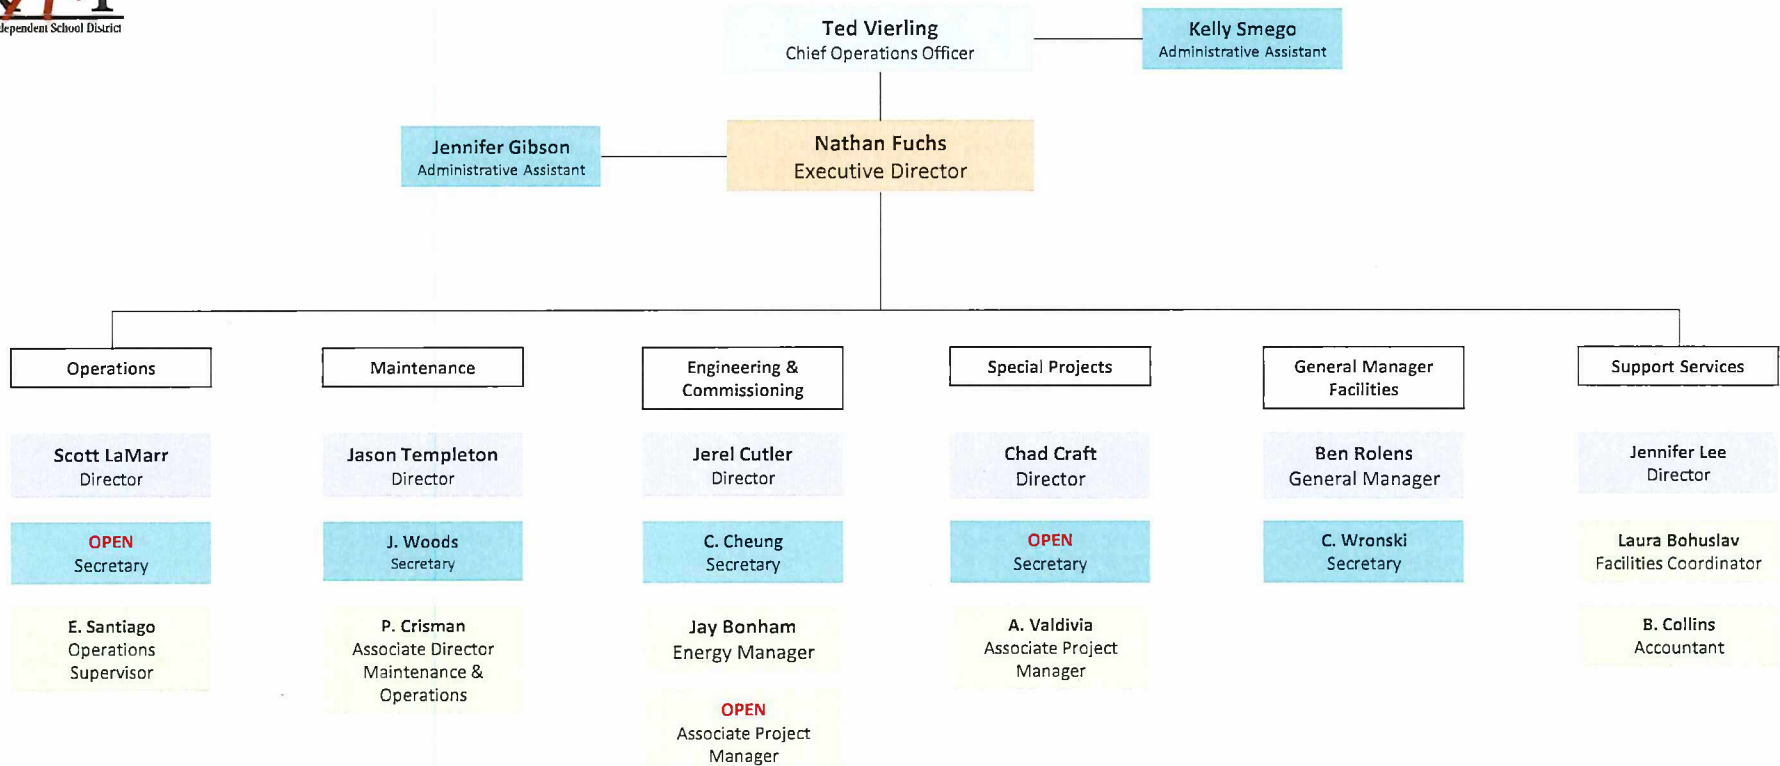 Independent School District
Ted Vierling
Chief Operations Officer
Kelly Smego
Administrative Assistant
Jennifer Gibson
Administrative Assistant
Nathan Fuchs
Executive Director
Operations
Scott LaMarr
Director
OPEN
Secretary
E. Santiago
Operations
Supervisor
Maintenance
Jason Templeton
Director
J. Woods
Secretary
P. Crisman
Associate Director
Maintenance &
Operations
Engineering &
Commissioning
Jerel Cutler
Director
C. Cheung
Secretary
Jay Bonham
Energy Manager
OPEN
Associate Project
Manager
Special Projects
Chad Craft
Director
OPEN
Secretary
A. Valdivia
Associate Project
Manager
General Manager
Facilities
Ben Rolens
General Manager
C. Wronski
Secretary
Support Services
Jennifer Lee
Director
Laura Bohuslav
Facilities Coordinator
B. Collins
Accountant